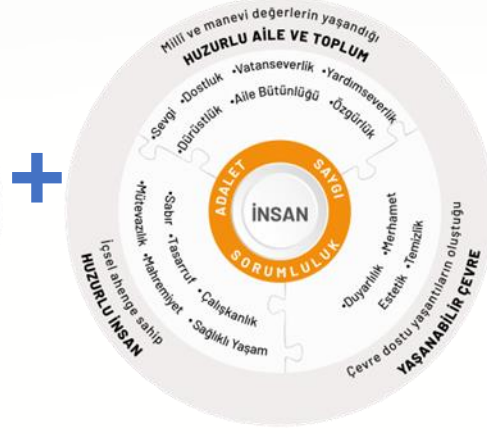 Millî ve manevi değerlerin yaşandığı
HUZURLU AİLE VE TOPLUM
•Sevgi •Dostluk •Vatanseverlik •Yardımseverlik
•Dürüstlük •Aile Bütünlüğü •Özgürlük
ADALET
SAYGI
SORUMLULUK
İNSAN
İçsel ahenge sahip
HUZURLU İNSAN
•Mütevazılık •Mahremiyet
•Sabır •Tasarruf •Çalışkanlık
•Sağlıklı Yaşam
•Duyarlılık •Merhamet
Estetik •Temizlik
Çevre dostu yaşantıların oluştuğu
YAŞANABİLİR ÇEVRE
+